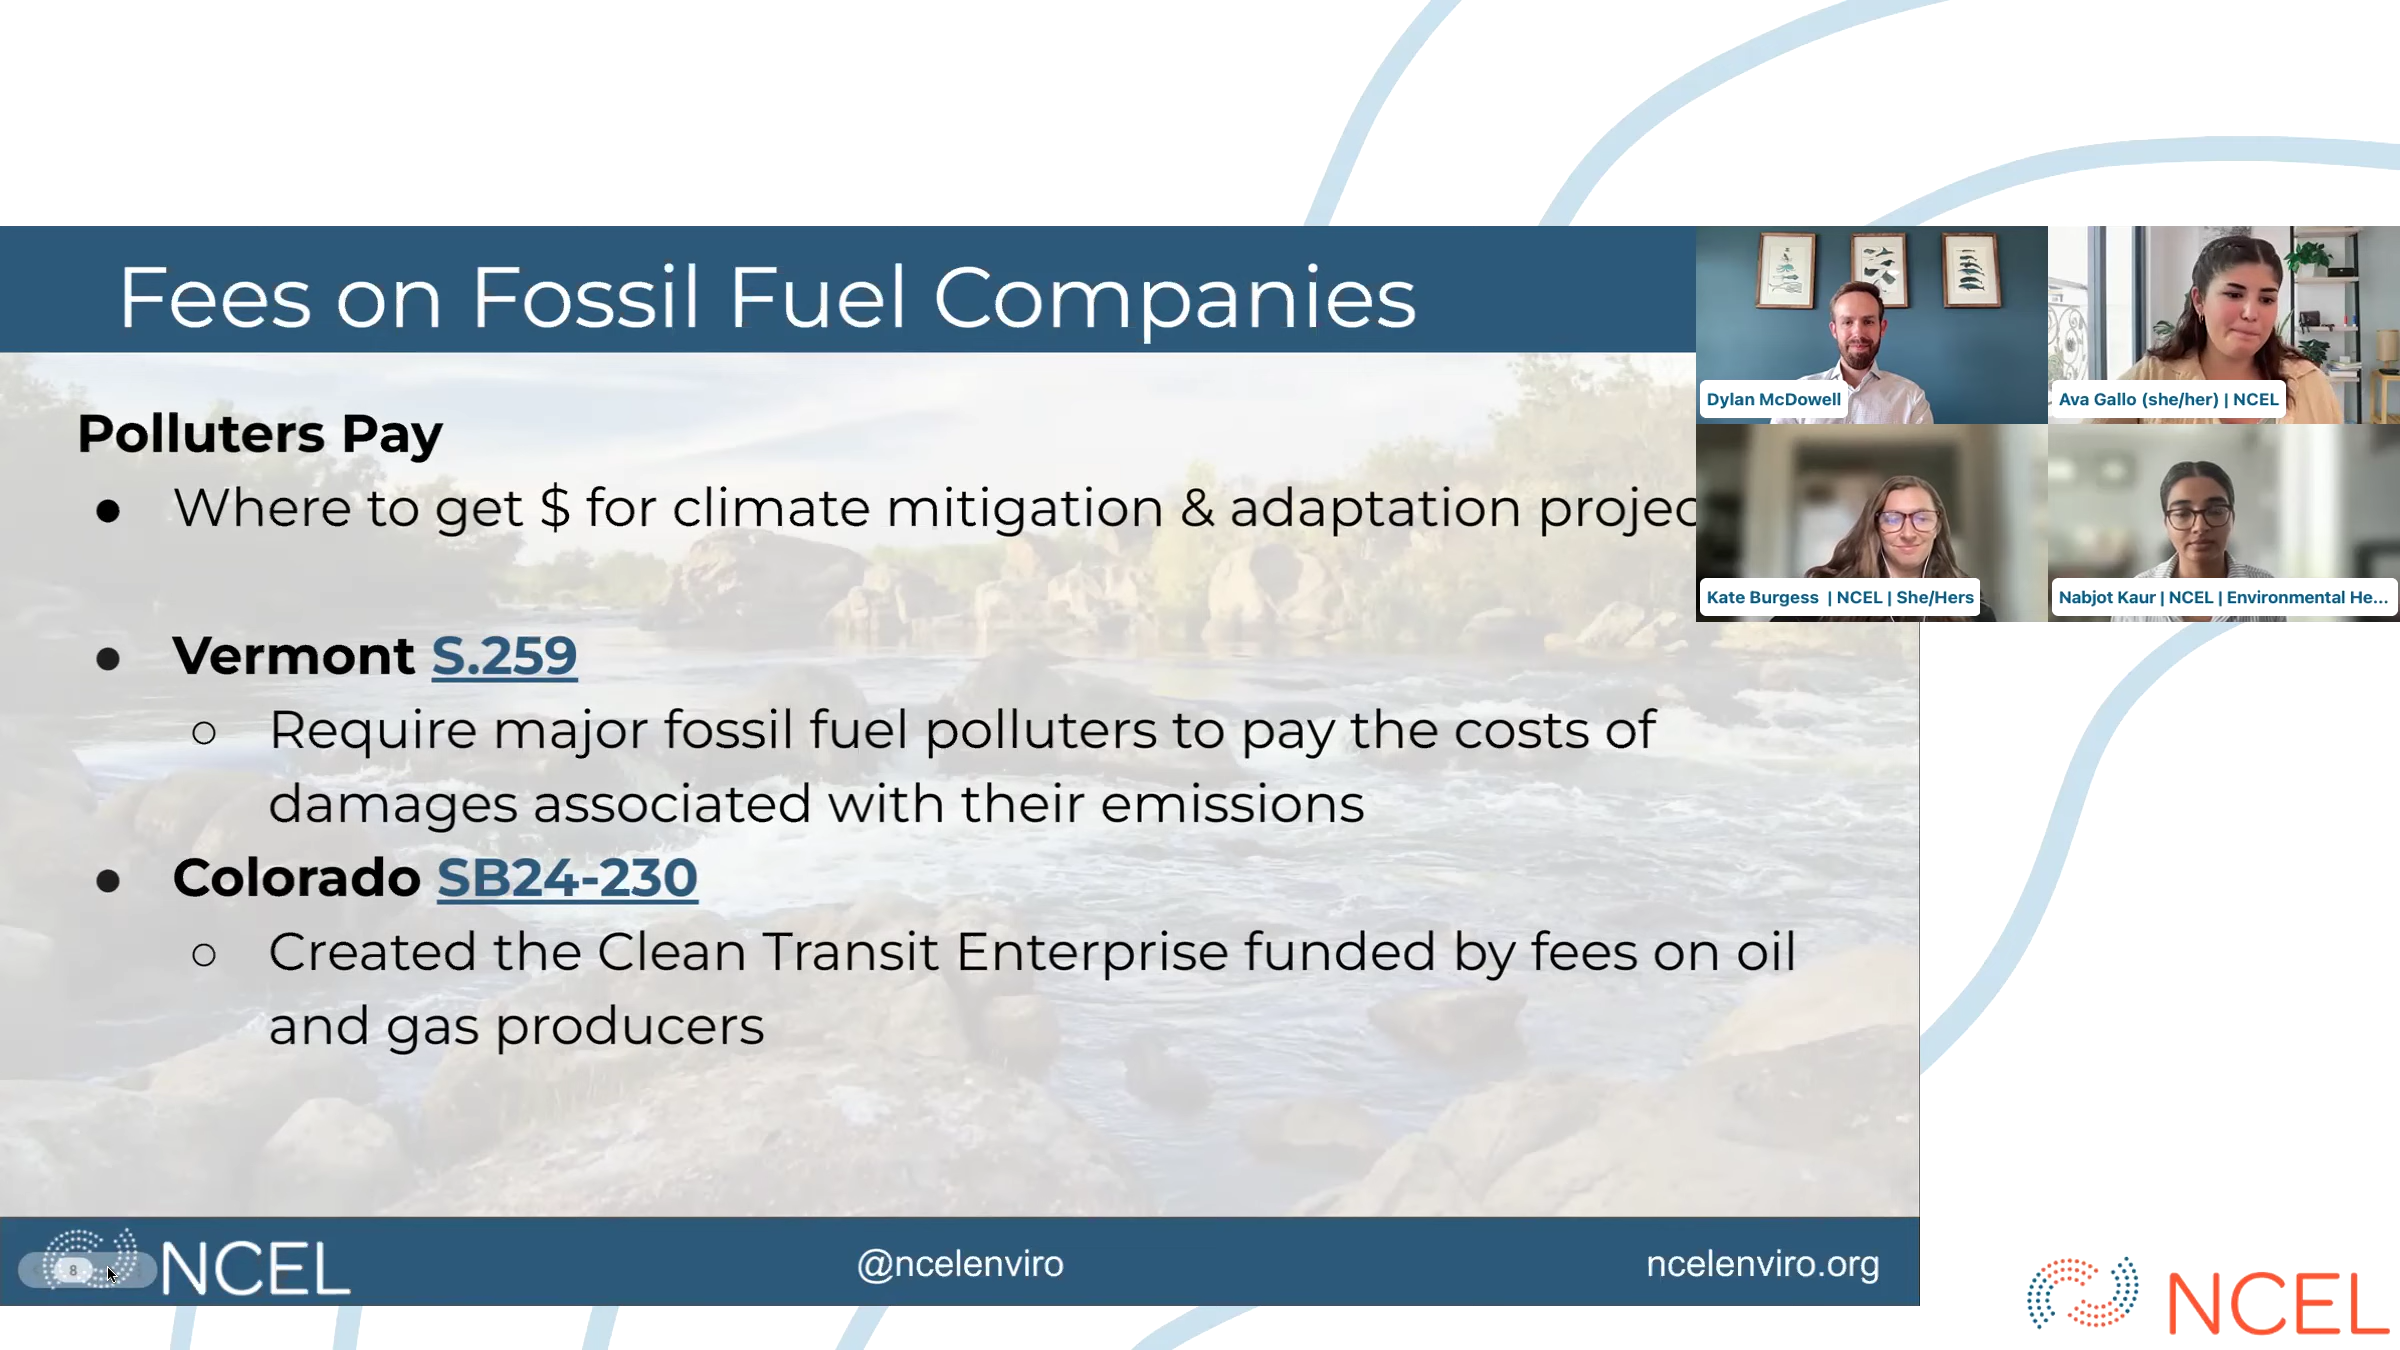 Fees on Fossil Fuel Companies
Polluters Pay
● Where to get $ for climate mitigation & adaptation projec
● Vermont S.259
○ Require major fossil fuel polluters to pay the costs of
damages associated with their emissions
● Colorado SB24-230
○ Created the Clean Transit Enterprise funded by fees on oil
and gas producers
Dylan McDowell
Ava Gallo (she/her) | NCEL
Kate Burgess | NCEL | She/Hers
Nabjot Kaur | NCEL | Environmental He...
8
NCEL
@ncelenviro
ncelenviro.org
NCEL